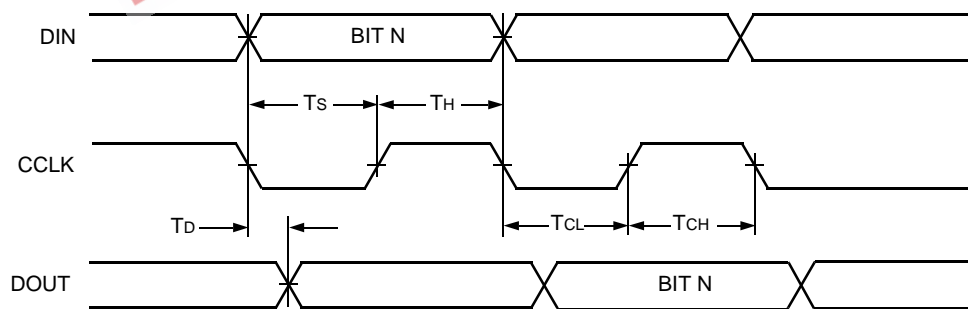 DIN
BIT N
TS
TH
CCLK
TD
TCL
TCH
DOUT
BIT N